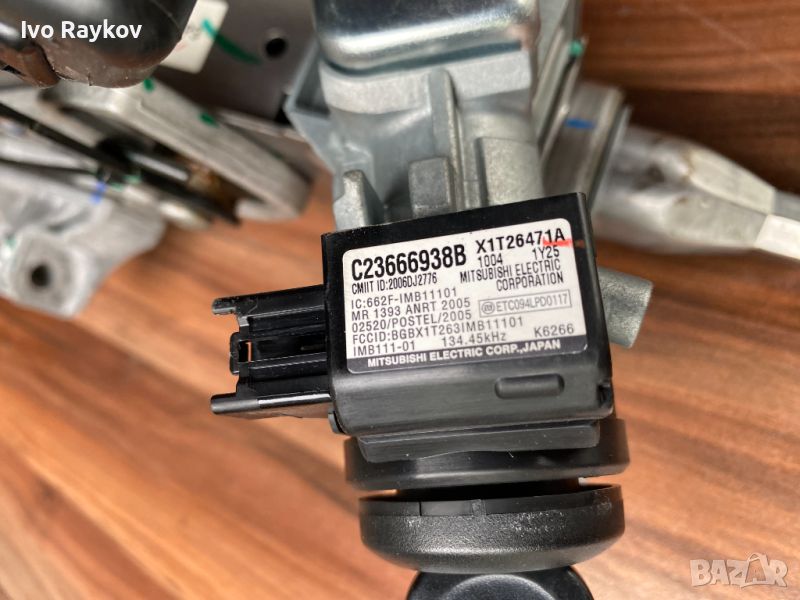 Ivo Raykov
C23666938B X1T26471A
CMIIT ID:2006DJ2776 1004 1Y25
MITSUBISHI ELECTRIC
CORPORATION
IC:662F-IMB11101
MR 1393 ANRT 2005
02520/POSTEL/2005 ETC094LPD0117
FCCID:BGBX1T263IMB11101
IMB111-01 134.45kHz K6266
MITSUBISHI ELECTRIC CORP., JAPAN
BAZAR